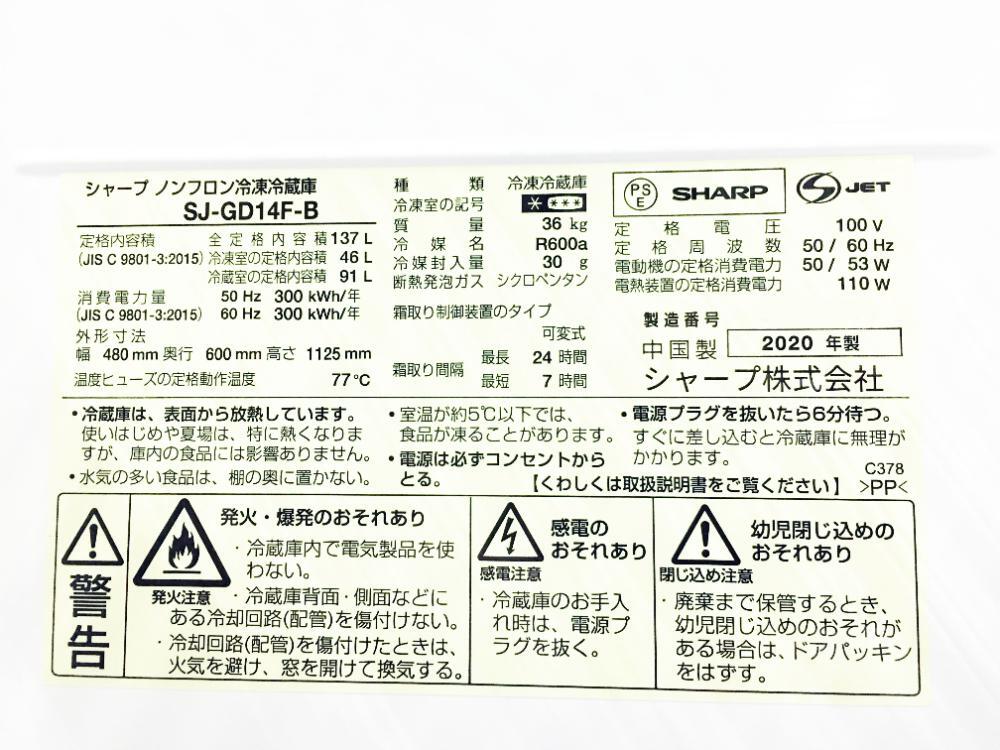 シャープ ノンフロン冷凍冷蔵庫
SJ-GD14F-B
定格内容積 全定格内容積 137 L
(JIS C 9801-3:2015) 冷凍室の定格内容積 46 L
冷蔵室の定格内容積 91 L
消費電力量 50 Hz 300 kWh/年
(JIS C 9801-3:2015) 60 Hz 300 kWh/年
外形寸法
幅 480 mm 奥行 600 mm 高さ 1125 mm
温度ヒューズの定格動作温度 77℃
種類 冷凍冷蔵庫
冷凍室の記号 * ***
質量 36 kg
冷媒名 R600a
冷媒封入量 30 g
断熱発泡ガス シクロペンタン
霜取り制御装置のタイプ
可変式
霜取り間隔 最長 24 時間
最短 7 時間
PS
E
SHARP
S JET
定格電圧 100 V
定格周波数 50 / 60 Hz
電動機の定格消費電力 50 / 53 W
電熱装置の定格消費電力 110 W
製造番号
中国製 2020 年製
シャープ株式会社
・冷蔵庫は、表面から放熱しています。
使いはじめや夏場は、特に熱くなりま
すが、庫内の食品には影響ありません。
・水気の多い食品は、棚の奥に置かない。
・室温が約5℃以下では、
食品が凍ることがあります。
・電源は必ずコンセントから
とる。
・電源プラグを抜いたら6分待つ。
すぐに差し込むと冷蔵庫に無理が
かかります。
C378
【くわしくは取扱説明書をご覧ください】 >PP<
警告
発火・爆発のおそれあり
発火注意
・冷蔵庫内で電気製品を使
わない。
・冷蔵庫背面・側面などに
ある冷却回路(配管)を傷付けない。
・冷却回路(配管)を傷付けたときは、
火気を避け、窓を開けて換気する。
感電の
おそれあり
感電注意
・冷蔵庫のお手入
れ時は、電源プ
ラグを抜く。
幼児閉じ込めの
おそれあり
閉じ込め注意
・廃棄まで保管するとき、
幼児閉じ込めのおそれが
ある場合は、ドアパッキン
をはずす。